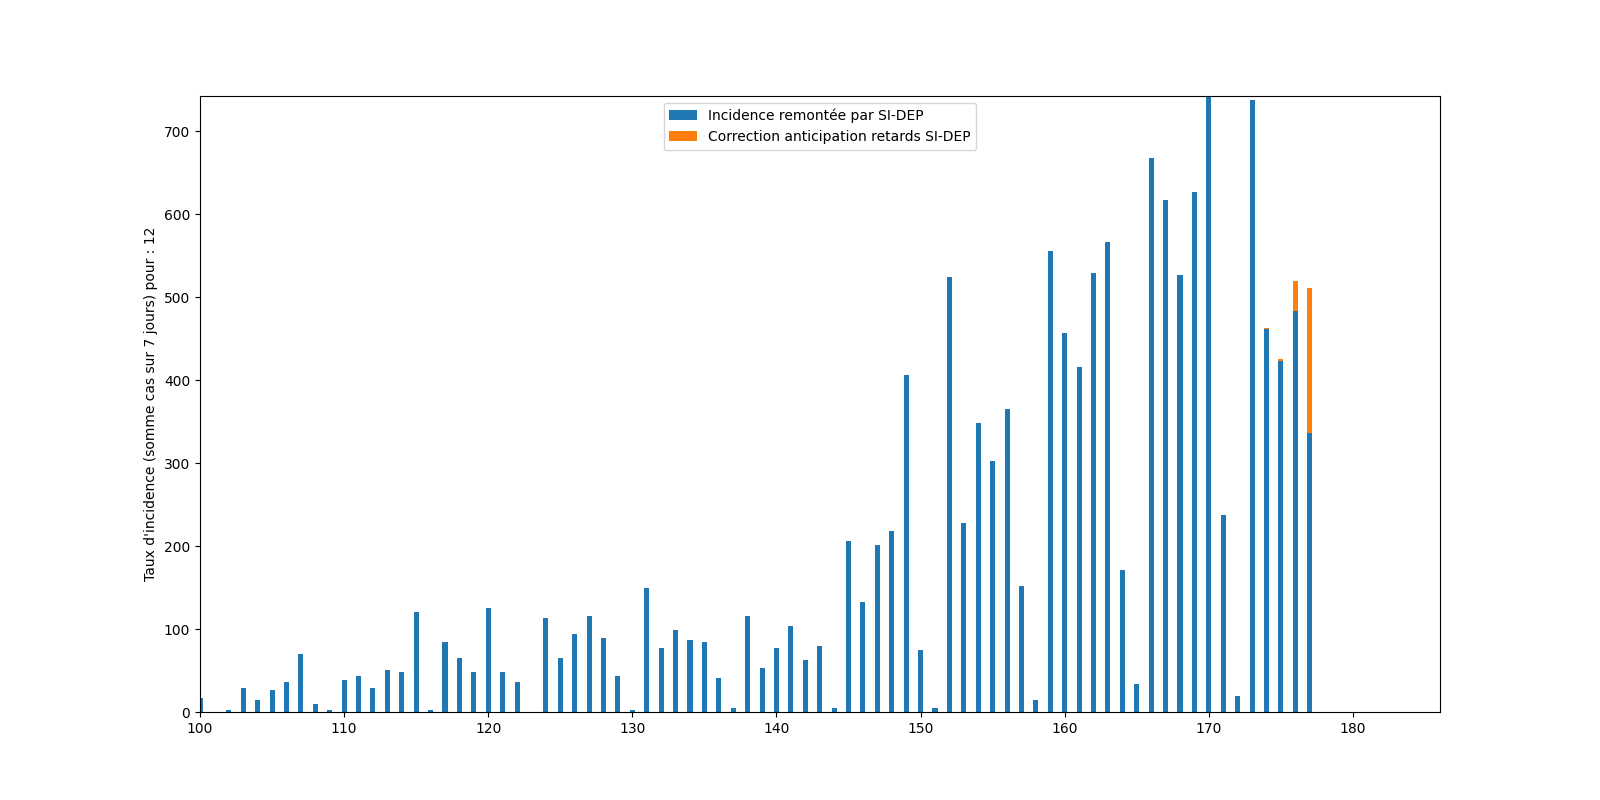 Incidence remontée par SI-DEP
Correction anticipation retards SI-DEP
Taux d'incidence (somme cas sur 7 jours) pour : 12
700
600
500
400
300
200
100
0
100 110 120 130 140 150 160 170 180